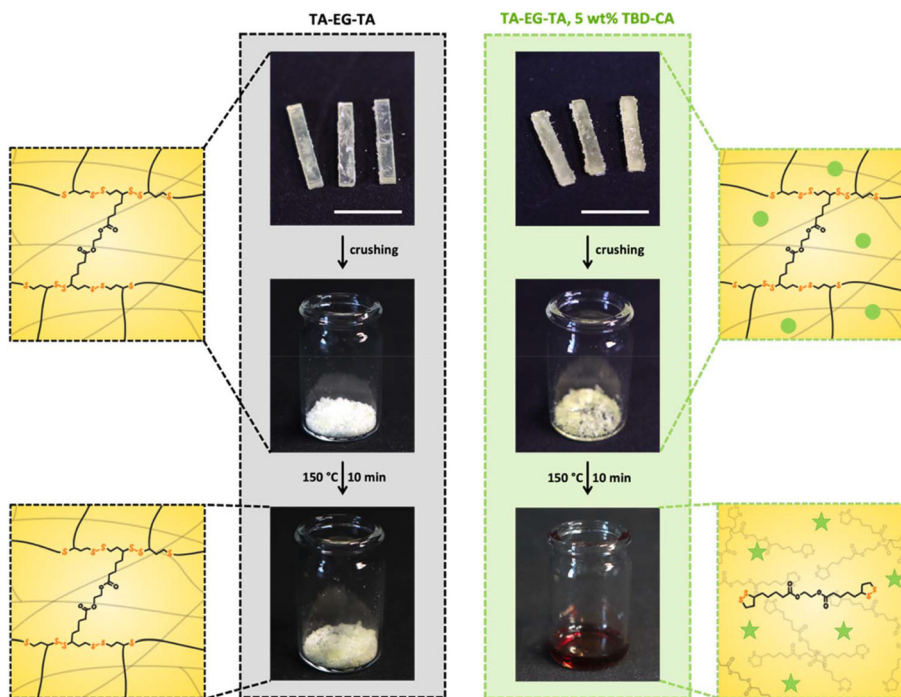 TA-EG-TA
TA-EG-TA, 5 wt% TBD-CA
crushing
crushing
150 °C 10 min
150 °C 10 min